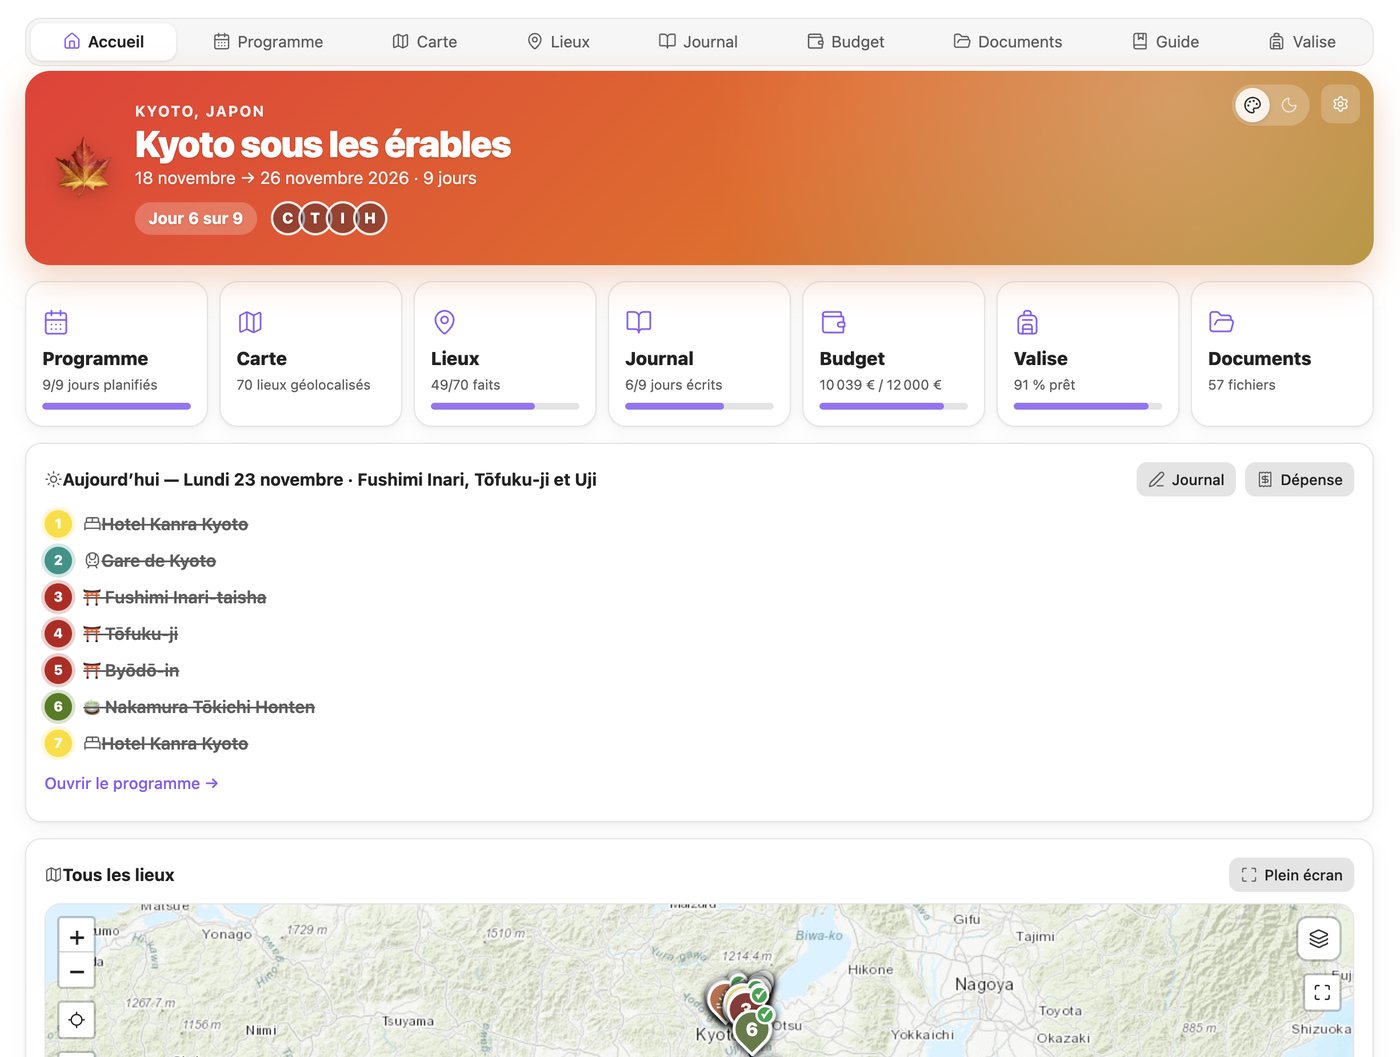 Accueil
Programme
Carte
Lieux
Journal
Budget
Documents
Guide
Valise
KYOTO, JAPON
Kyoto sous les érables
18 novembre → 26 novembre 2026 · 9 jours
Jour 6 sur 9
C T I H
Programme
9/9 jours planifiés
Carte
70 lieux géolocalisés
Lieux
49/70 faits
Journal
6/9 jours écrits
Budget
10 039 € / 12 000 €
Valise
91 % prêt
Documents
57 fichiers
Aujourd’hui — Lundi 23 novembre · Fushimi Inari, Tōfuku-ji et Uji
Journal
Dépense
1 Hotel Kanra Kyoto
2 Gare de Kyoto
3 Fushimi Inari-taisha
4 Tōfuku-ji
5 Byōdō-in
6 Nakamura Tōkichi Honten
7 Hotel Kanra Kyoto
Ouvrir le programme →
Tous les lieux
Plein écran
Matsue
Yonago
1729 m
1510 m
Biwa-ko
Gifu
Tajimi
1214.4 m
Hikone
Nagoya
1267.7 m
Toyota
1156 m
Niimi
Tsuyama
6
Otsu
Yokkaichi
Okazaki
885 m
Shizuoka